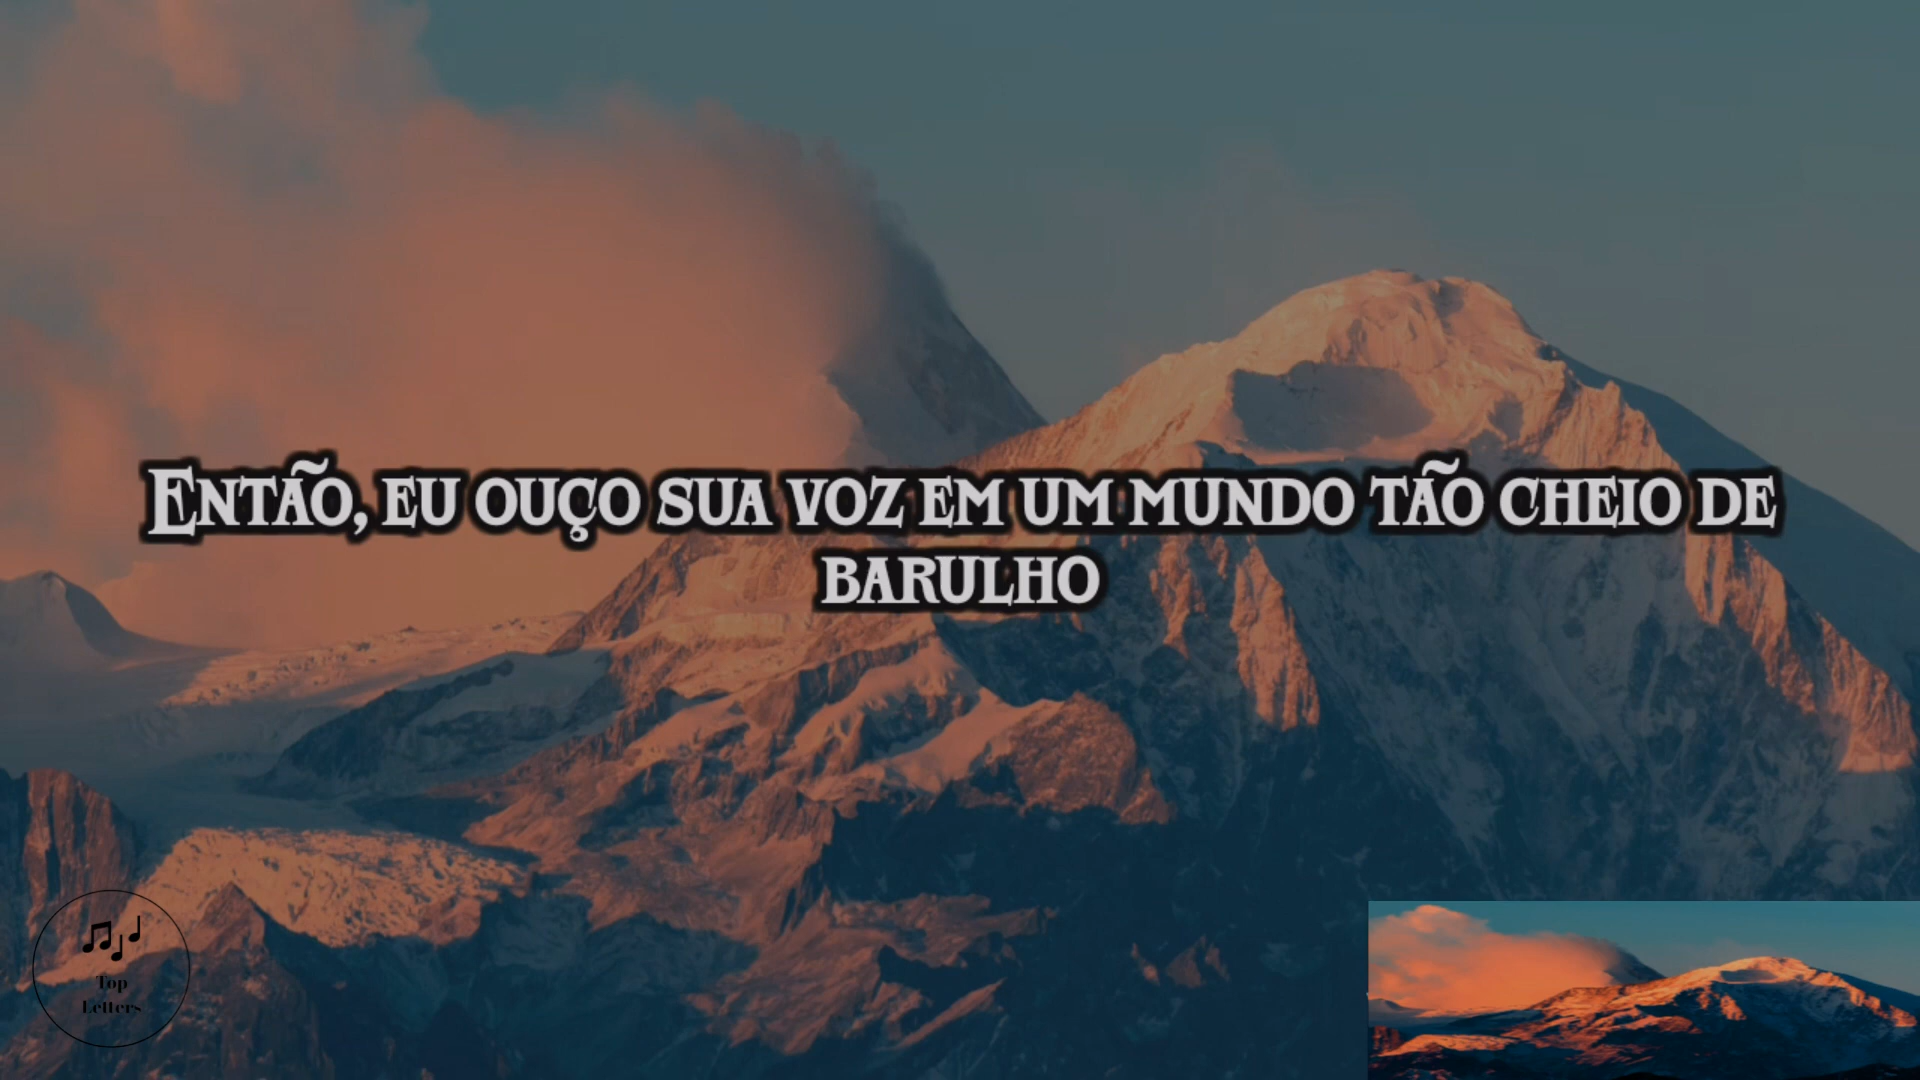 Então, eu ouço sua voz em um mundo tão cheio de
barulho
Top
Letters